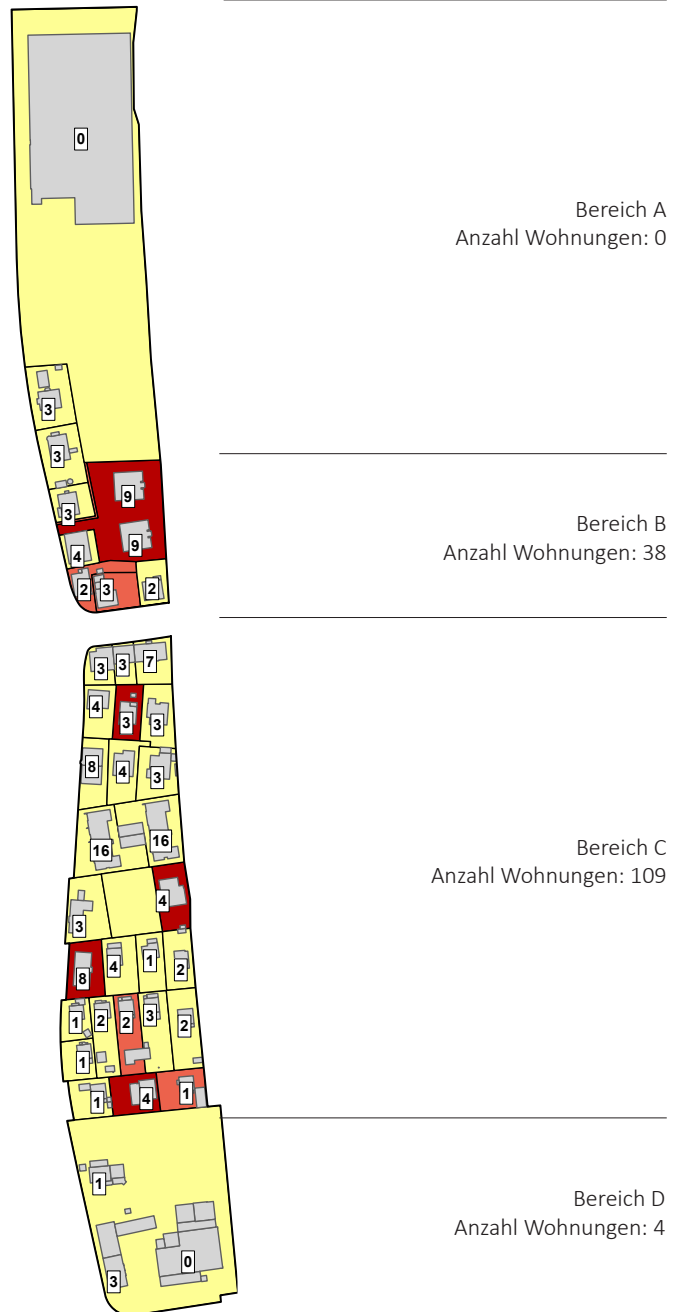 0
Bereich A
Anzahl Wohnungen: 0
3
3
3
9
9
4
2 3 2
Bereich B
Anzahl Wohnungen: 38
3 3 7
4 3 3
8 4 3
16 16
3 4
8 4 1 2
1 2 2 3 2
1
1 4 1
Bereich C
Anzahl Wohnungen: 109
1
3 0
Bereich D
Anzahl Wohnungen: 4